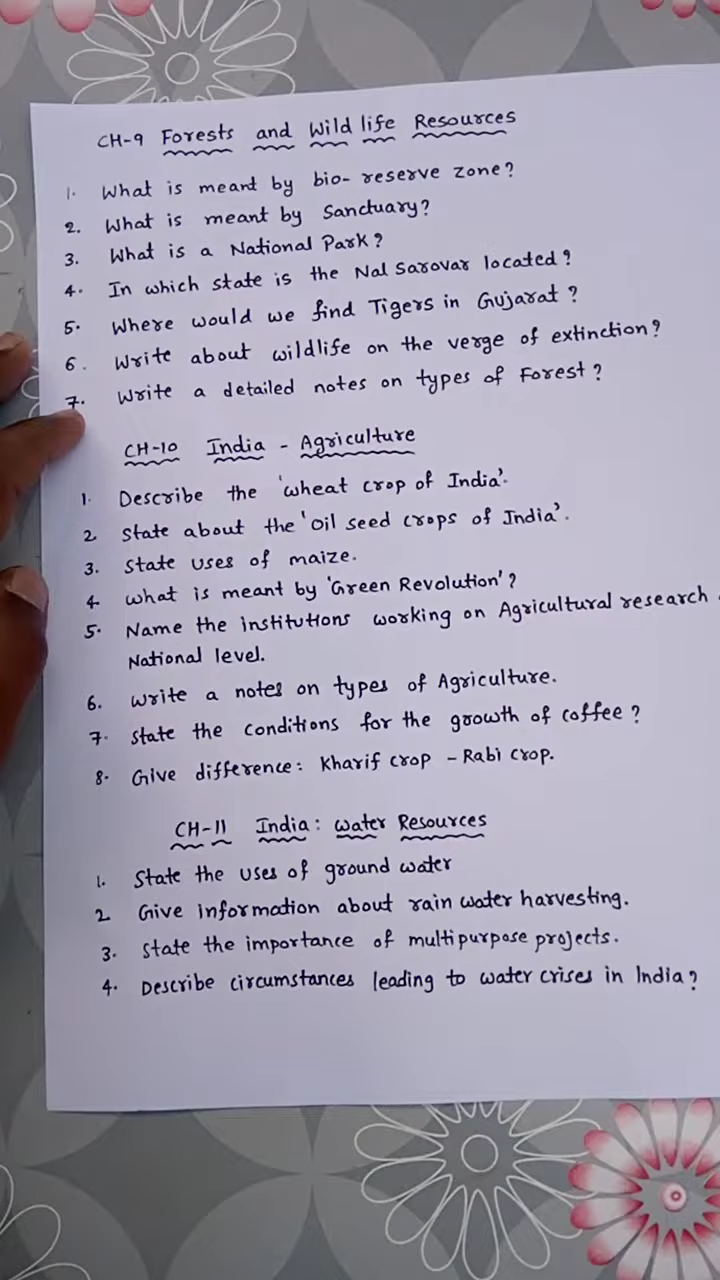 CH-9 Forests and Wild life Resources
1. What is meant by bio-reserve zone?
2. What is meant by Sanctuary?
3. What is a National Park?
4. In which state is the Nal Sarovar located?
5. Where would we find Tigers in Gujarat?
6. Write about wildlife on the verge of extinction?
7. Write a detailed notes on types of Forest?
CH-10 India - Agriculture
1. Describe the 'wheat crop of India'.
2 State about the 'Oil seed crops of India'.
3. State uses of maize.
4 What is meant by 'Green Revolution'?
5. Name the institutions working on Agricultural research
National level.
6. Write a notes on types of Agriculture.
7. State the conditions for the growth of coffee?
8. Give difference: Kharif crop - Rabi crop.
CH-11 India: Water Resources
1. State the uses of ground water
2 Give information about rain water harvesting.
3. State the importance of multipurpose projects.
4. Describe circumstances leading to water crises in India?